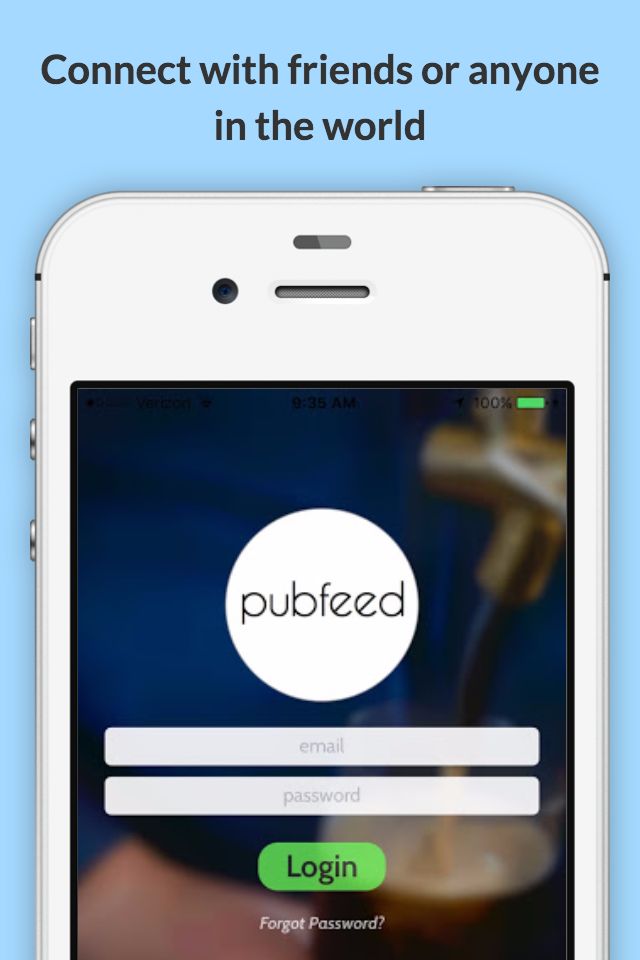 Connect with friends or anyone
in the world
Verizon 9:35 AM 100%
pubfeed
email
password
Login
Forgot Password?